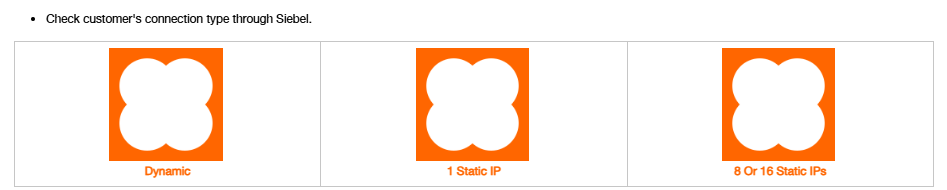 Check customer's connection type through Siebel.
Dynamic
1 Static IP
8 Or 16 Static IPs